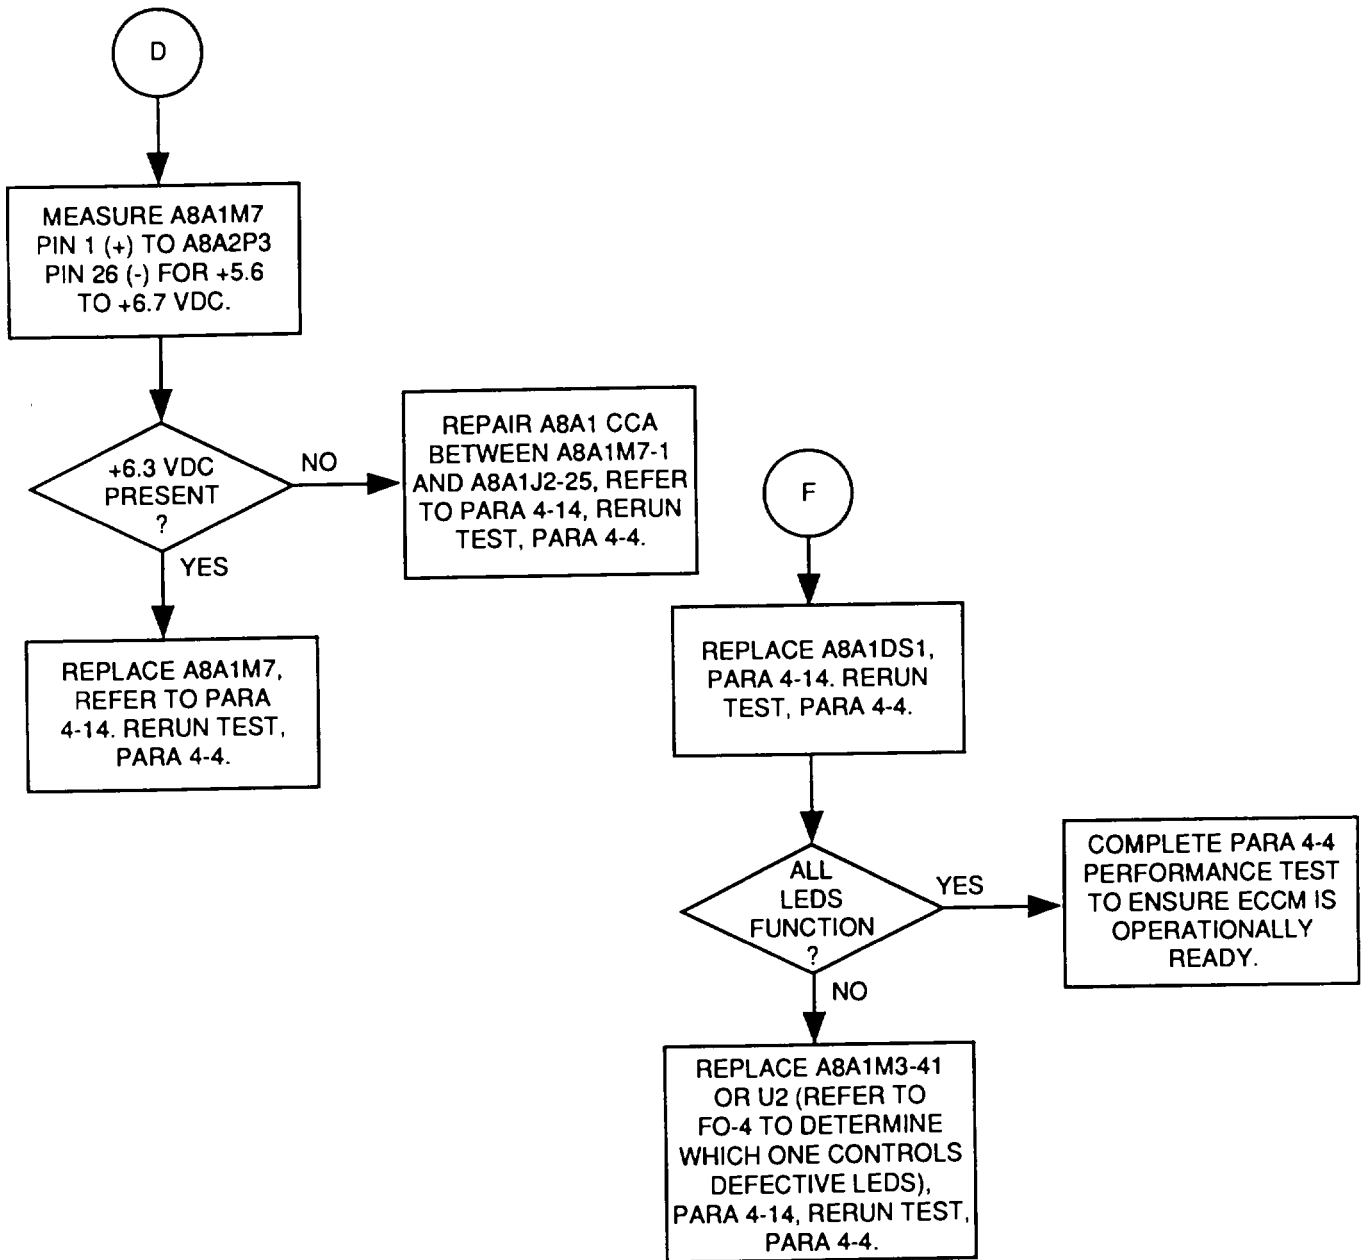 D
MEASURE A8A1M7
PIN 1 (+) TO A8A2P3
PIN 26 (-) FOR +5.6
TO +6.7 VDC.
+6.3 VDC
PRESENT
?
NO
YES
REPAIR A8A1 CCA
BETWEEN A8A1M7-1
AND A8A1J2-25, REFER
TO PARA 4-14, RERUN
TEST, PARA 4-4.
REPLACE A8A1M7,
REFER TO PARA
4-14. RERUN TEST,
PARA 4-4.
F
REPLACE A8A1DS1,
PARA 4-14. RERUN
TEST, PARA 4-4.
ALL
LEDS
FUNCTION
?
YES
NO
COMPLETE PARA 4-4
PERFORMANCE TEST
TO ENSURE ECCM IS
OPERATIONALLY
READY.
REPLACE A8A1M3-41
OR U2 (REFER TO
FO-4 TO DETERMINE
WHICH ONE CONTROLS
DEFECTIVE LEDS),
PARA 4-14, RERUN TEST,
PARA 4-4.